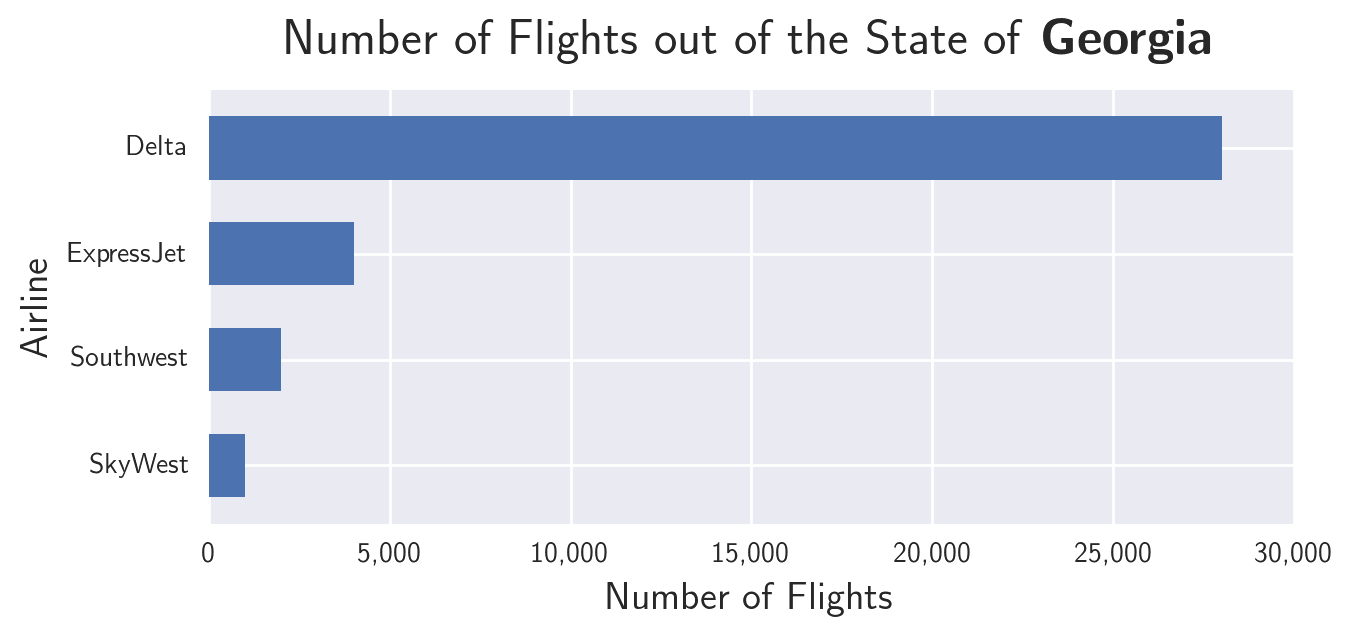 Number of Flights out of the State of Georgia
Delta
ExpressJet
Southwest
SkyWest
Airline
0 5,000 10,000 15,000 20,000 25,000 30,000
Number of Flights